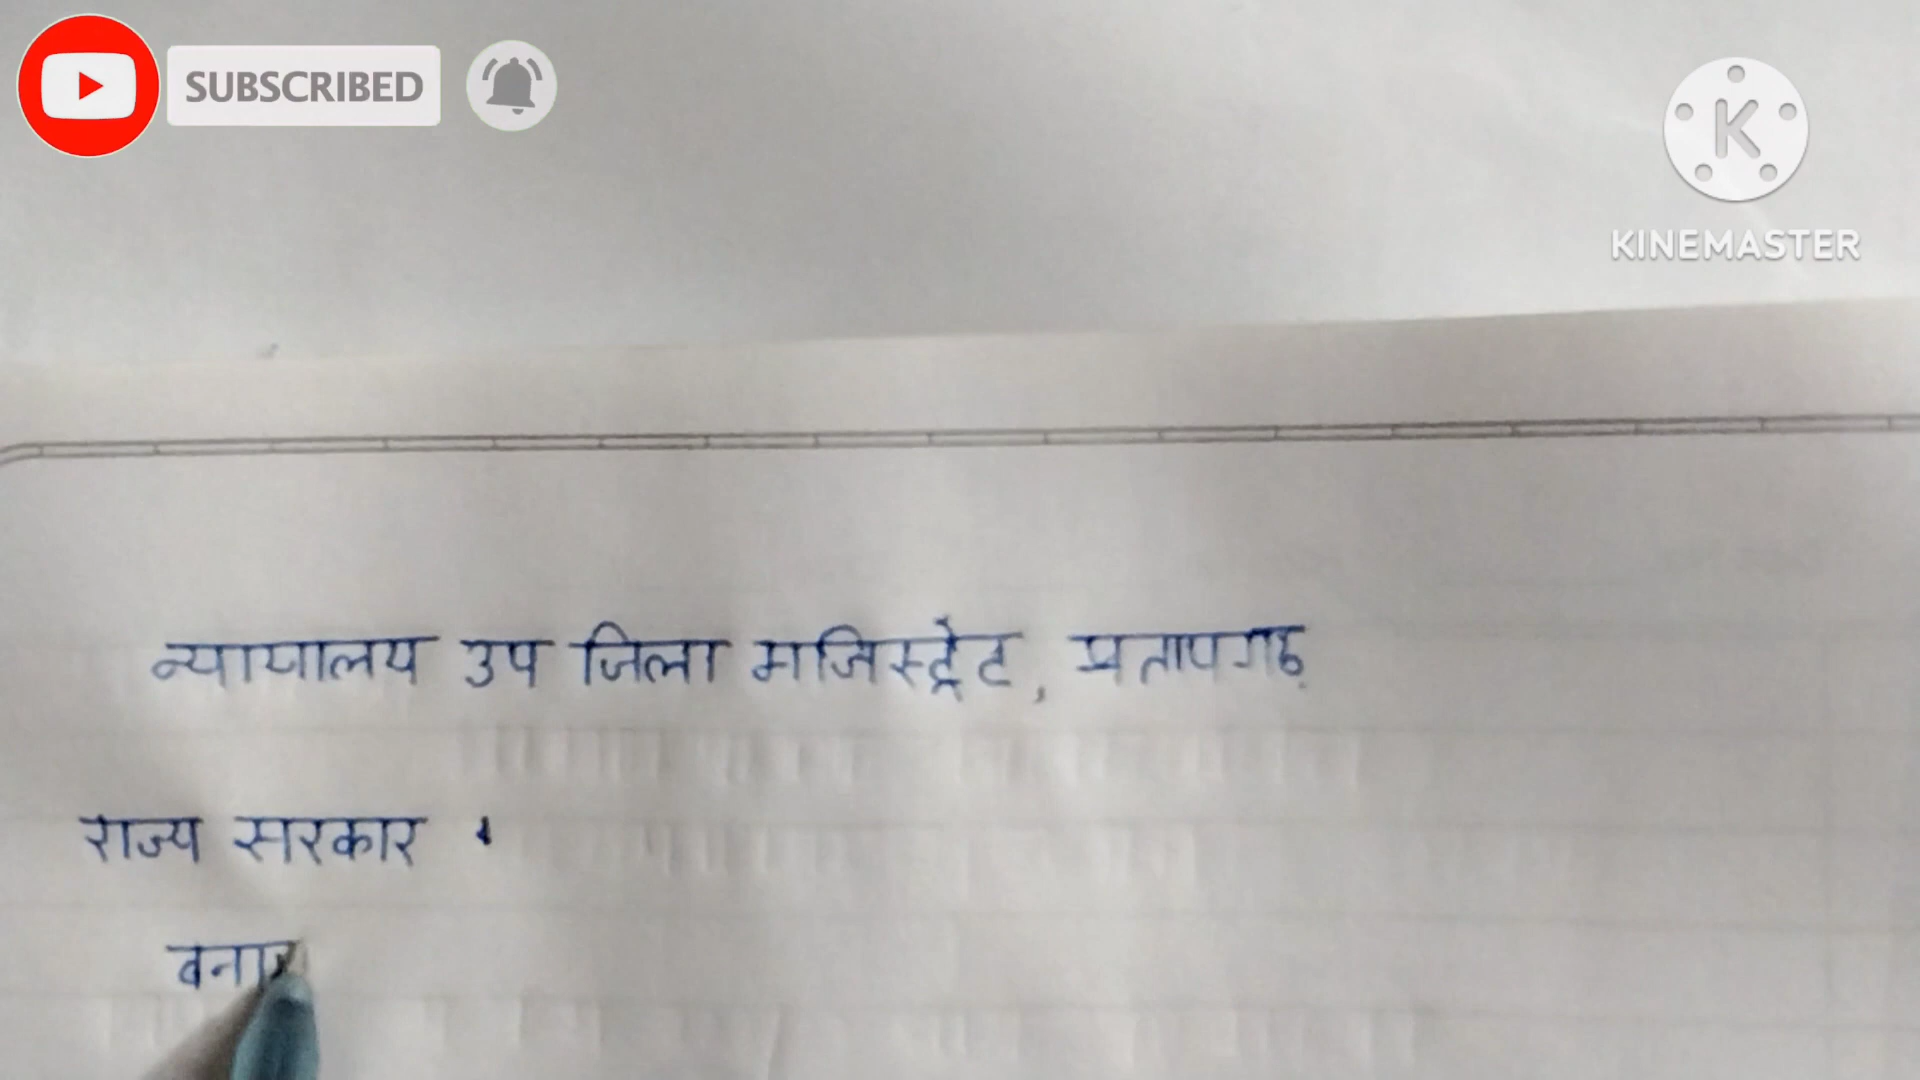 SUBSCRIBED
KINEMASTER
न्यायालय उप जिला मजिस्ट्रेट, प्रतापगढ़
राज्य सरकार